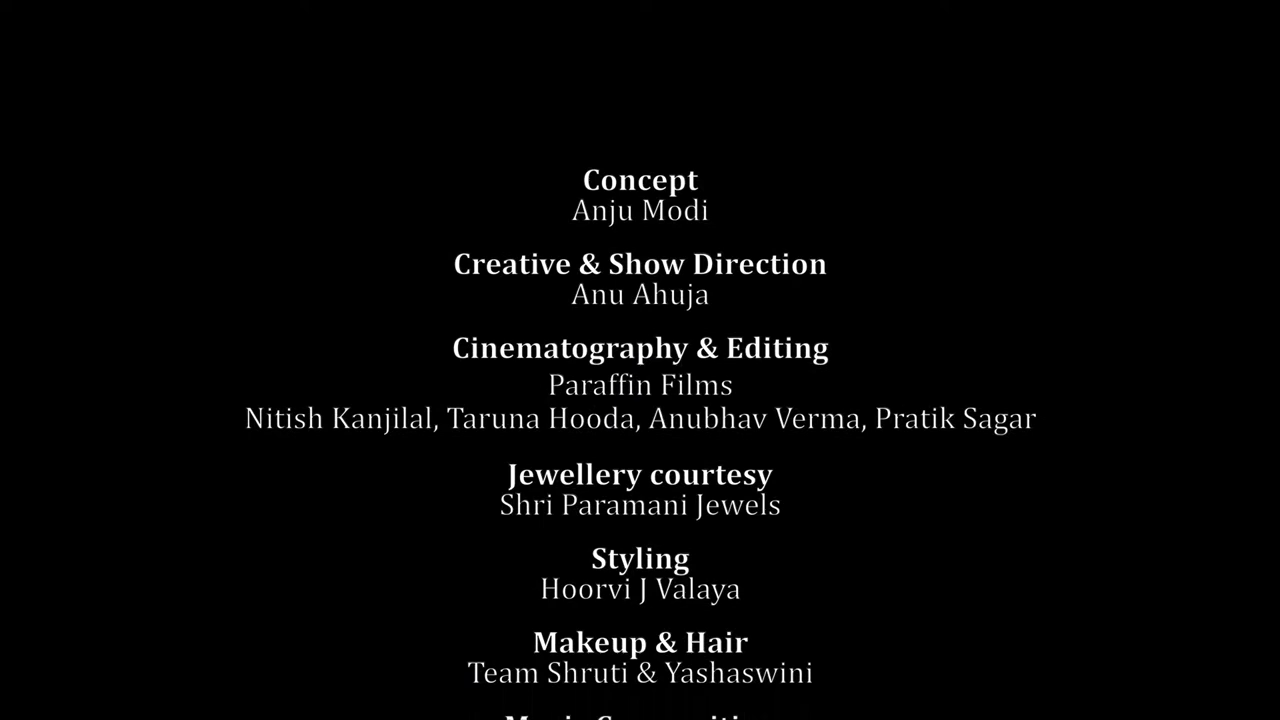 Concept
Anju Modi
Creative & Show Direction
Anu Ahuja
Cinematography & Editing
Paraffin Films
Nitish Kanjilal, Taruna Hooda, Anubhav Verma, Pratik Sagar
Jewellery courtesy
Shri Paramani Jewels
Styling
Hoorvi J Valaya
Makeup & Hair
Team Shruti & Yashaswini